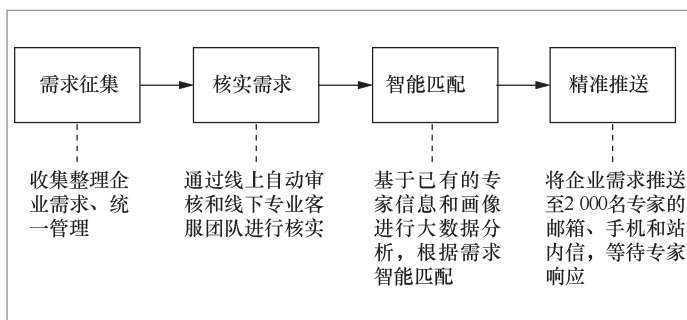 需求征集
核实需求
智能匹配
精准推送
收集整理企
业需求、统
一管理
通过线上自动审
核和线下专业客
服团队进行核实
基于已有的专
家信息和画像
进行大数据分
析，根据需求
智能匹配
将企业需求推送
至2 000名专家的
邮箱、手机和站
内信，等待专家
响应